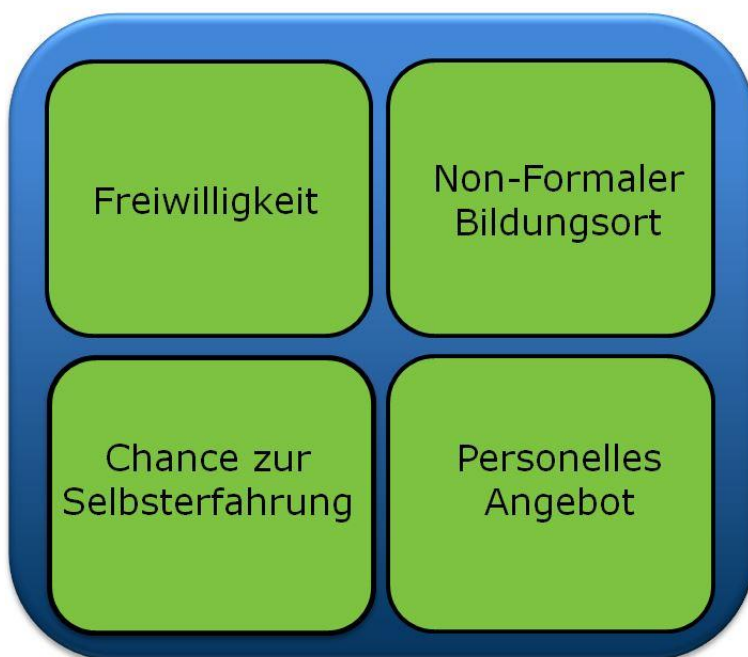 Freiwilligkeit
Non-Formaler
Bildungsort
Chance zur
Selbsterfahrung
Personelles
Angebot